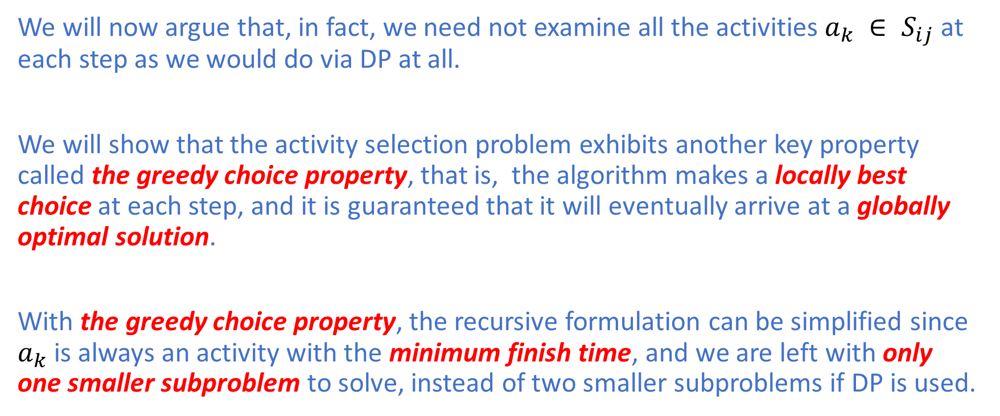 We will now argue that, in fact, we need not examine all the activities 𝑎ₖ ∈ 𝑆ᵢⱼ at
each step as we would do via DP at all.
We will show that the activity selection problem exhibits another key property
called the greedy choice property, that is, the algorithm makes a locally best
choice at each step, and it is guaranteed that it will eventually arrive at a globally
optimal solution.
With the greedy choice property, the recursive formulation can be simplified since
𝑎ₖ is always an activity with the minimum finish time, and we are left with only
one smaller subproblem to solve, instead of two smaller subproblems if DP is used.